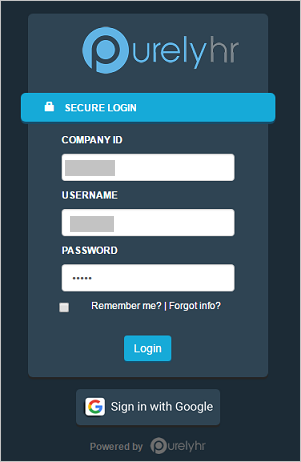 purelyhr
SECURE LOGIN
COMPANY ID
USERNAME
PASSWORD
•••••
Remember me? | Forgot info?
Login
Sign in with Google
Powered by purelyhr